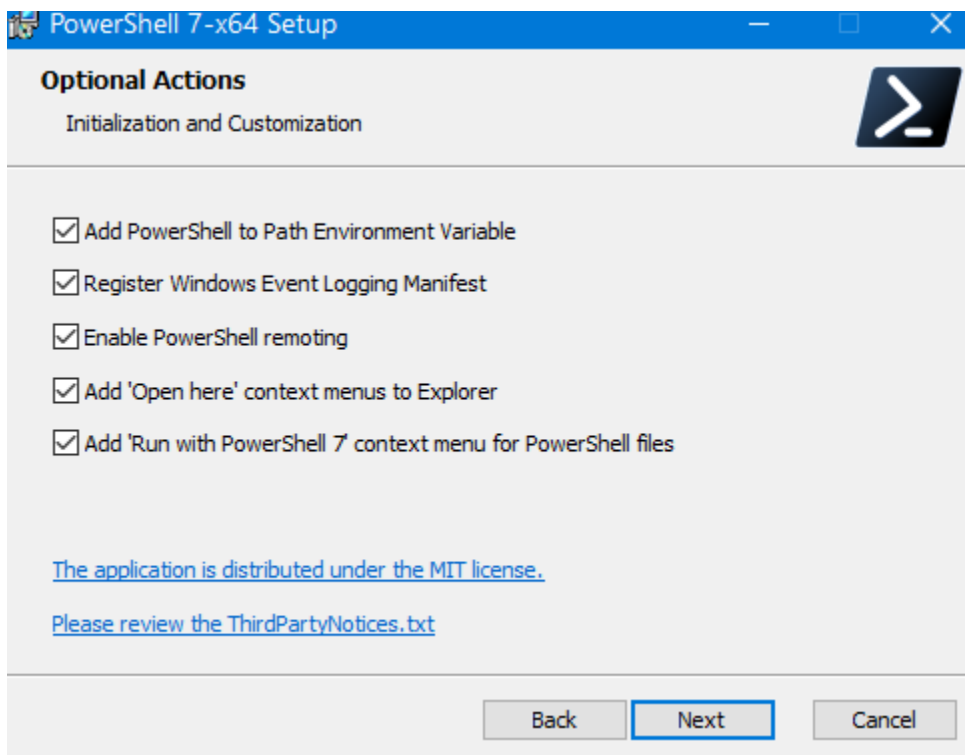 PowerShell 7-x64 Setup
Optional Actions
Initialization and Customization
Add PowerShell to Path Environment Variable
Register Windows Event Logging Manifest
Enable PowerShell remoting
Add 'Open here' context menus to Explorer
Add 'Run with PowerShell 7' context menu for PowerShell files
The application is distributed under the MIT license.
Please review the ThirdPartyNotices.txt
Back Next Cancel